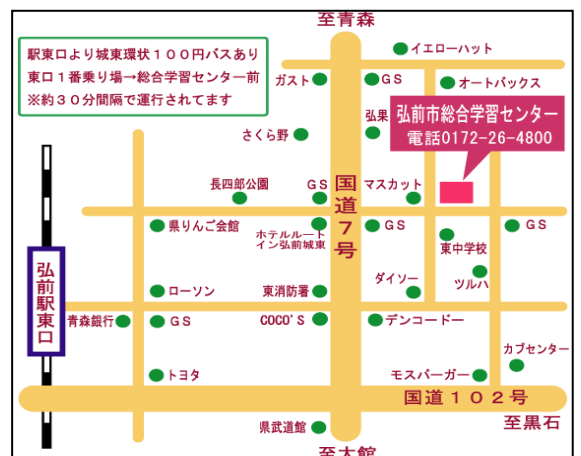 至青森
駅東口より城東環状100円バスあり
東口1番乗り場→総合学習センター前
※約30分間隔で運行されてます
イエローハット
ガスト
GS
オートバックス
弘前市総合学習センター
電話0172-26-4800
さくら野
弘果
長四郎公園
GS
国道7号
マスカット
県りんご会館
ホテルルート
イン弘前城東
GS
東中学校
GS
弘前駅東口
ローソン
東消防署
ダイソー
ツルハ
青森銀行
GS
COCO'S
デンコードー
カブセンター
トヨタ
モスバーガー
国道102号
至黒石
県武道館
至大館